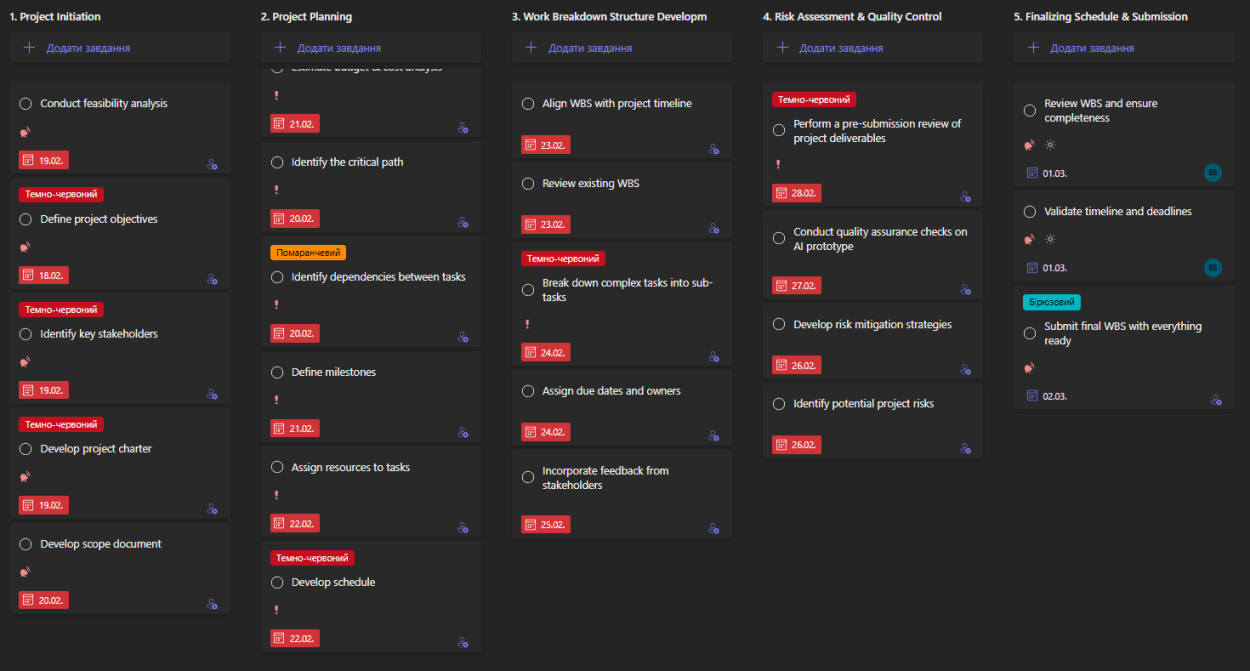 1. Project Initiation
Додати завдання
Conduct feasibility analysis
19.02.
Темно-червоний
Define project objectives
18.02.
Темно-червоний
Identify key stakeholders
19.02.
Темно-червоний
Develop project charter
19.02.
Develop scope document
20.02.
2. Project Planning
Додати завдання
Estimate budget & cost analysis
21.02.
Identify the critical path
20.02.
Помаранчевий
Identify dependencies between tasks
20.02.
Define milestones
21.02.
Assign resources to tasks
22.02.
Темно-червоний
Develop schedule
22.02.
3. Work Breakdown Structure Developm
Додати завдання
Align WBS with project timeline
23.02.
Review existing WBS
23.02.
Темно-червоний
Break down complex tasks into sub-
tasks
24.02.
Assign due dates and owners
24.02.
Incorporate feedback from
stakeholders
25.02.
4. Risk Assessment & Quality Control
Додати завдання
Темно-червоний
Perform a pre-submission review of
project deliverables
28.02.
Conduct quality assurance checks on
AI prototype
27.02.
Develop risk mitigation strategies
26.02.
Identify potential project risks
26.02.
5. Finalizing Schedule & Submission
Додати завдання
Review WBS and ensure
completeness
01.03.
BS
Validate timeline and deadlines
01.03.
BS
Бірюзовий
Submit final WBS with everything
ready
02.03.